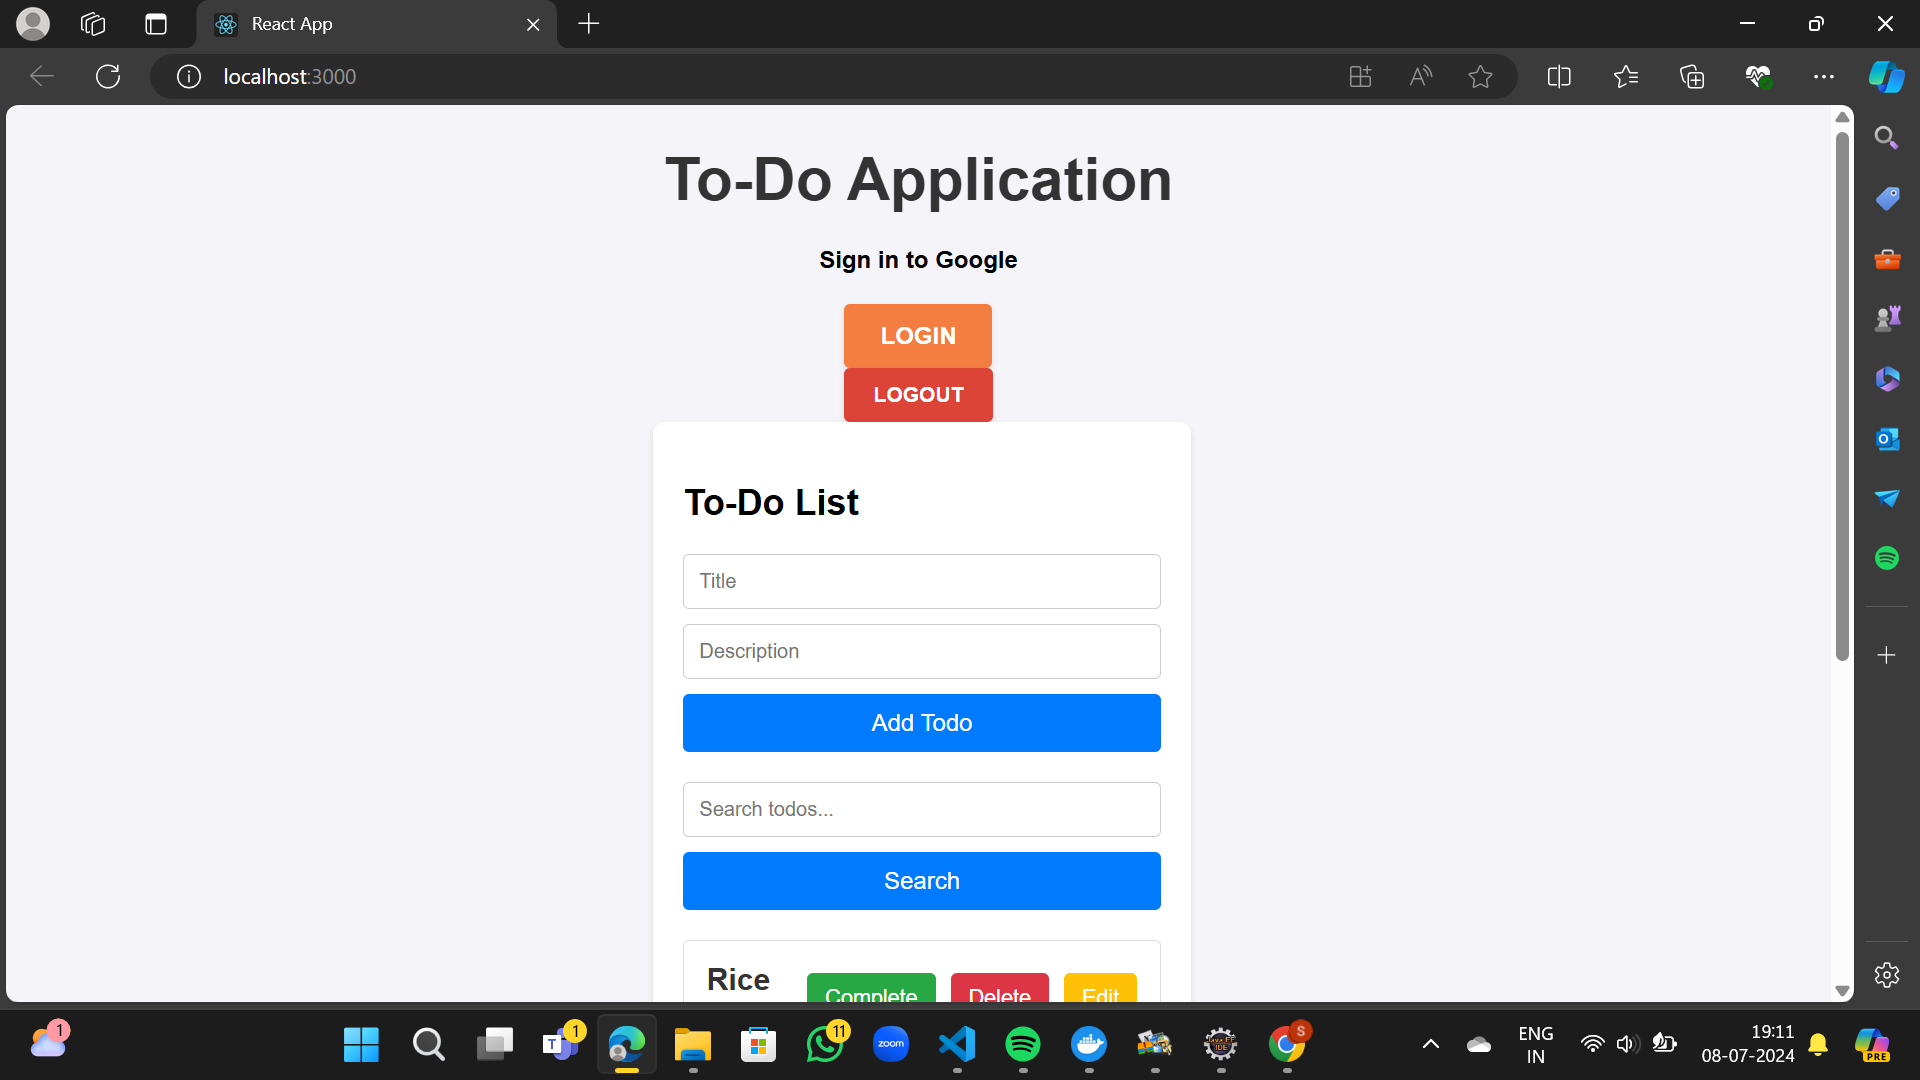 React App
localhost:3000
To-Do Application
Sign in to Google
LOGIN
LOGOUT
To-Do List
Title
Description
Add Todo
Search todos...
Search
Rice
Complete Delete Edit
1
1
11
zoom
S
ENG
IN
19:11
08-07-2024
PRE